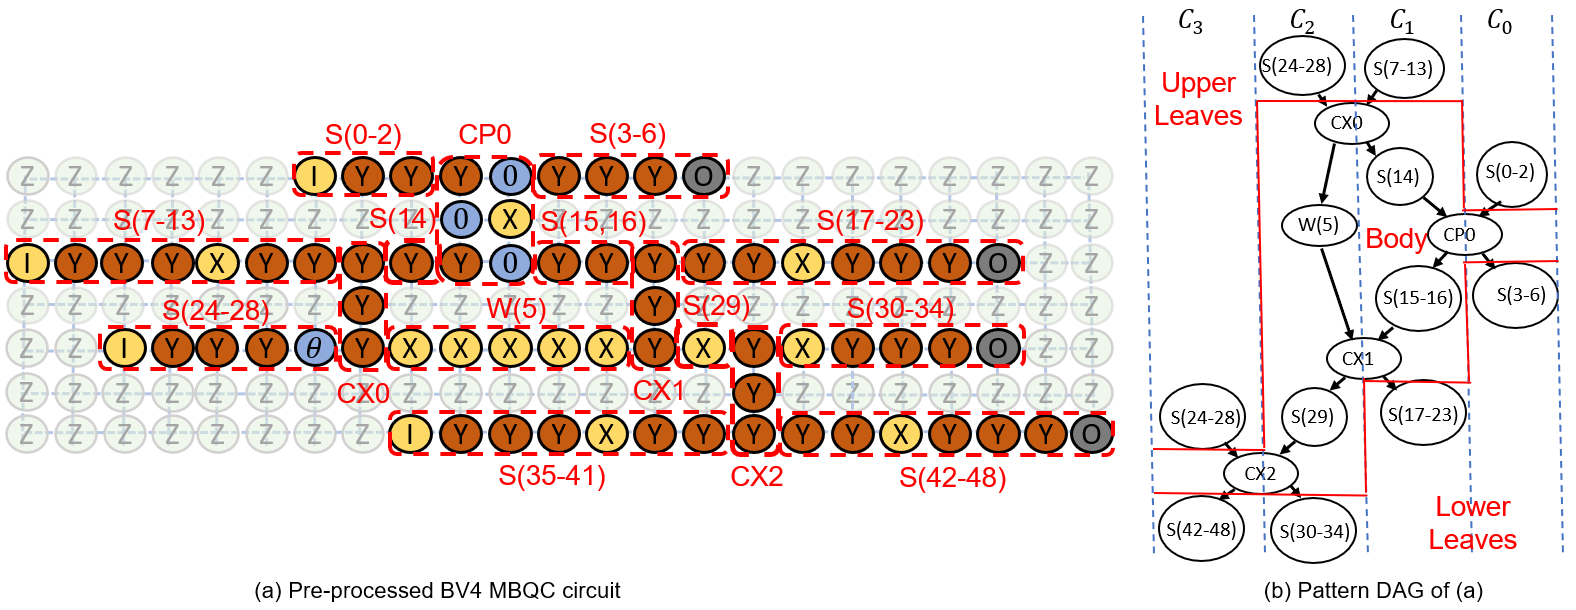 S(0-2) CP0 S(3-6)
Z Z Z Z Z Z I Y Y Y 0 Y Y Y O Z Z Z Z Z Z Z Z
Z Z Z Z Z Z Z Z Z 0 X Z Z Z Z Z Z Z Z Z Z Z Z
S(7-13) S(14) S(15,16) S(17-23)
I Y Y Y X Y Y Y Y Y 0 Y Y Y Y Y X Y Y Y O Z Z
Z Z Z Z Z Z Z Y Z Z Z Z Z Y Z Z Z Z Z Z Z Z Z
S(24-28) W(5) S(29) S(30-34)
Z Z I Y Y Y θ Y X X X X X Y X Y X Y Y Y O Z Z
CX0 CX1
Z Z Z Z Z Z Z Z Z Z Z Z Z Z Z Y Z Z Z Z Z Z Z
Z Z Z Z Z Z Z Z I Y Y Y X Y Y Y Y Y X Y Y Y O
S(35-41) CX2 S(42-48)
(a) Pre-processed BV4 MBQC circuit
C₃ C₂ C₁ C₀
S(24-28) S(7-13)
Upper
Leaves
CX0
S(14) S(0-2)
W(5) Body CP0
S(15-16) S(3-6)
CX1
S(24-28) S(29) S(17-23)
CX2
S(42-48) S(30-34)
Lower
Leaves
(b) Pattern DAG of (a)